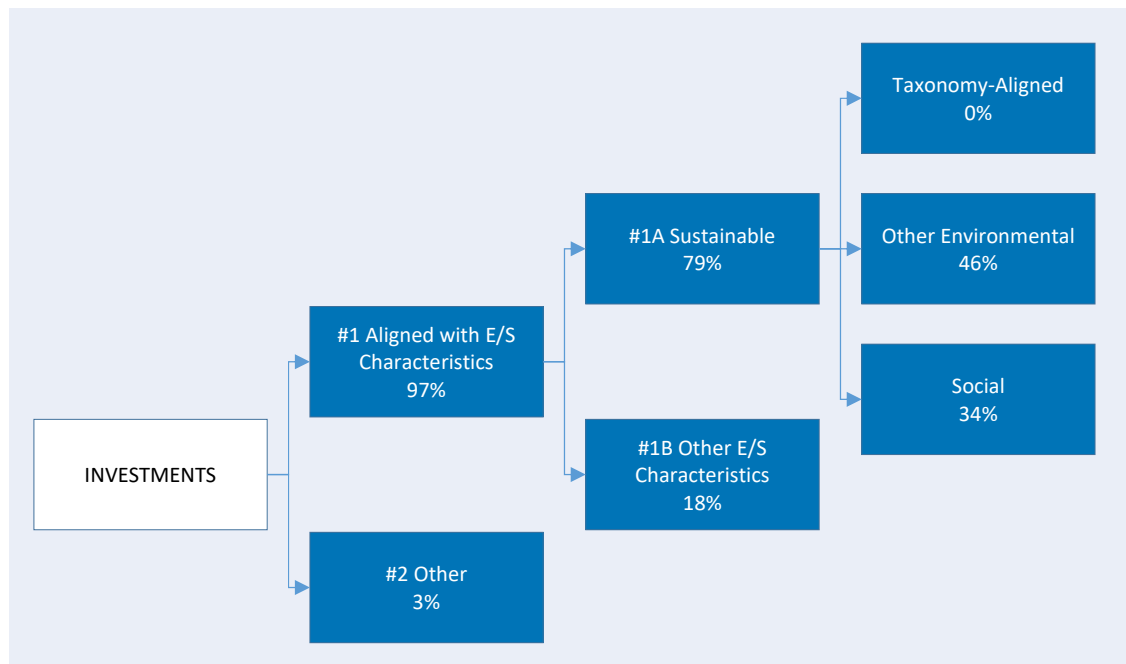 INVESTMENTS
#1 Aligned with E/S
Characteristics
97%
#2 Other
3%
#1A Sustainable
79%
#1B Other E/S
Characteristics
18%
Taxonomy-Aligned
0%
Other Environmental
46%
Social
34%